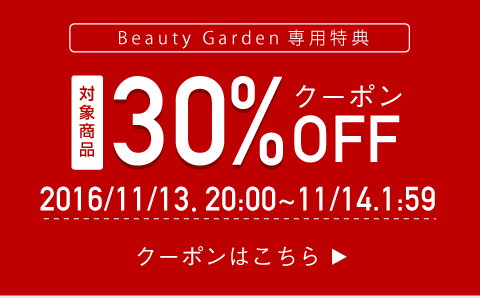 Beauty Garden 専用特典
対象商品
30%クーポン
OFF
2016/11/13. 20:00~11/14.1:59
クーポンはこちら ▶